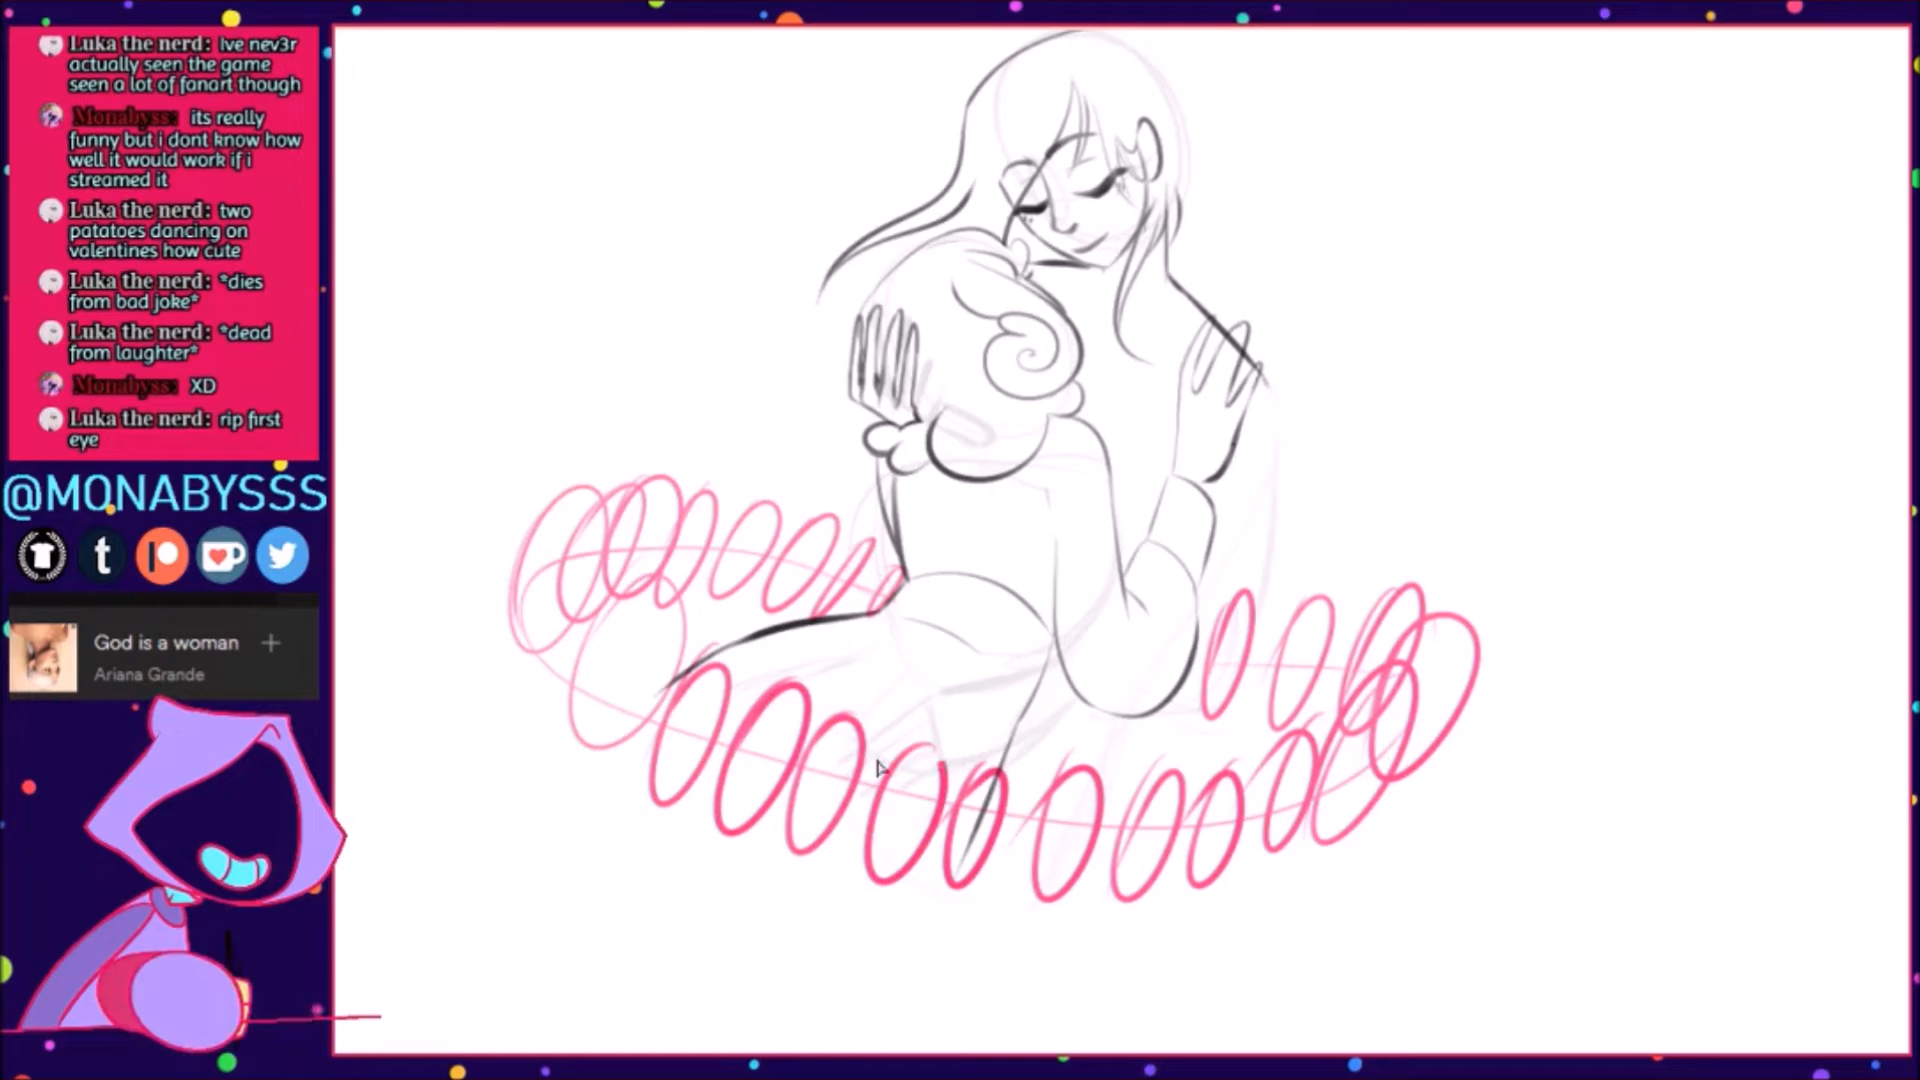 Luka the nerd: Ive nev3r
actually seen the game
seen a lot of fanart though
Monabyss: its really
funny but i dont know how
well it would work if i
streamed it
Luka the nerd: two
patatoes dancing on
valentines how cute
Luka the nerd: *dies
from bad joke*
Luka the nerd: *dead
from laughter*
Monabyss: XD
Luka the nerd: rip first
eye
@MONABYSSS
God is a woman
Ariana Grande